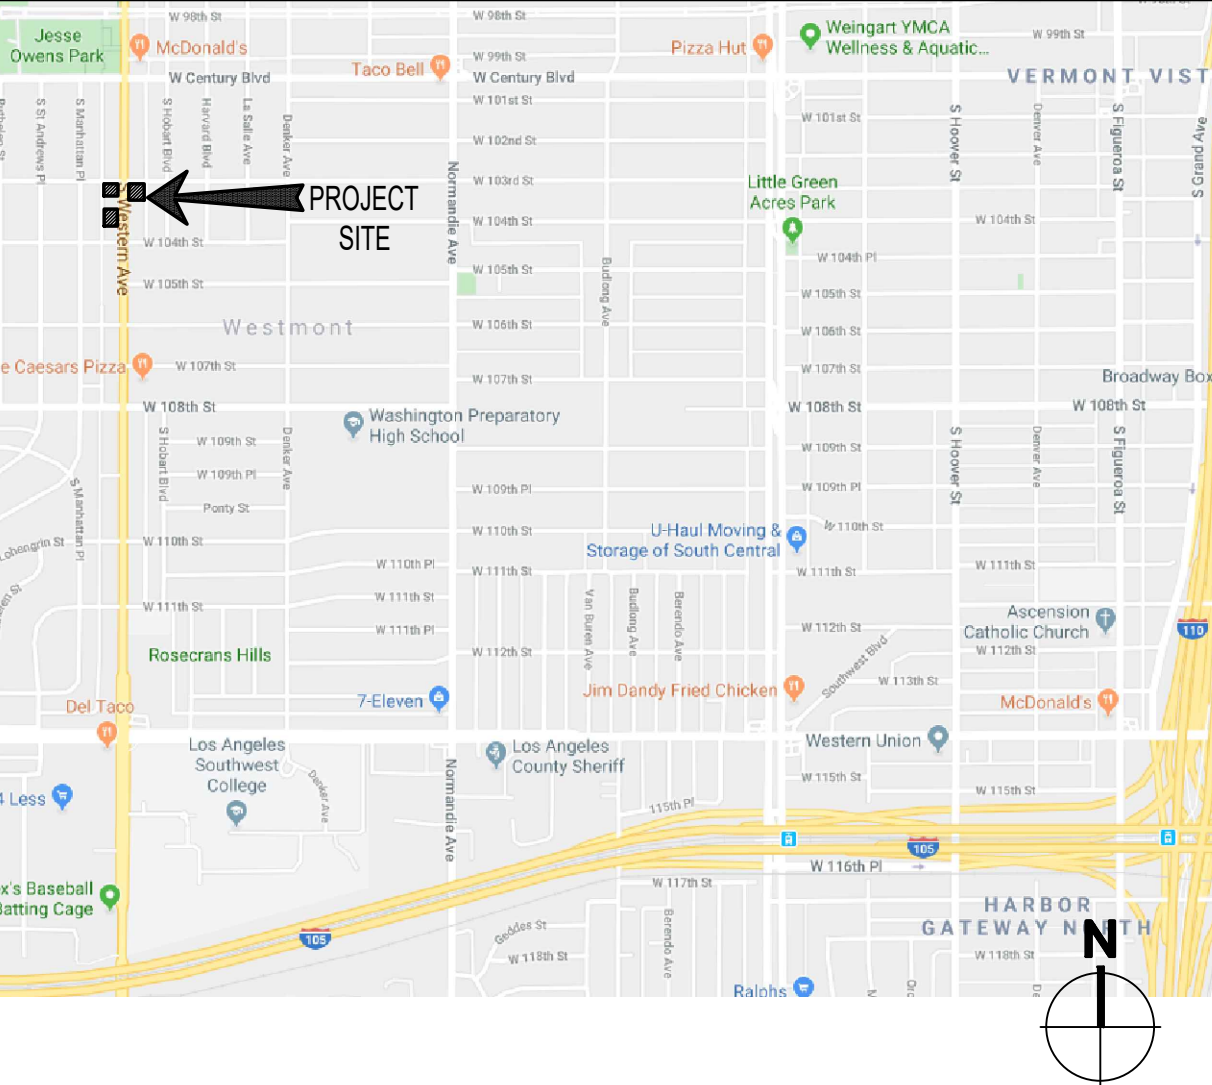 W 98th St
W 98th St
Jesse
Owens Park
McDonald's
Taco Bell
W 99th St
Pizza Hut
Weingart YMCA
Wellness & Aquatic...
W 99th St
W Century Blvd
W Century Blvd
VERMONT VIST
W 101st St
W 101st St
S St Andrews Pl
S Manhattan Pl
S Hobart Blvd
Harvard Blvd
La Salle Ave
Denker Ave
S Hoover St
Denver Ave
S Figueroa St
S Grand Ave
W 102nd St
Normandie Ave
W 103rd St
Little Green
Acres Park
PROJECT
SITE
S Western Ave
W 104th St
W 104th St
W 104th St
W 104th Pl
W 105th St
W 105th St
W 105th St
Budlong Ave
Westmont
W 106th St
W 106th St
e Caesars Pizza
W 107th St
W 107th St
W 107th St
Broadway Box
W 108th St
W 108th St
W 108th St
Washington Preparatory
High School
S Hobart Blvd
W 109th St
Denker Ave
W 109th St
S Hoover St
Denver Ave
S Figueroa St
W 109th Pl
W 109th Pl
W 109th Pl
S Manhattan Pl
Ponty St
W 110th St
W 110th St
W 110th St
U-Haul Moving &
Storage of South Central
Lohengrin St
W 110th Pl
W 111th St
W 111th St
W 111th St
W 111th St
W 111th St
W 111th Pl
Van Buren Ave
Budlong Ave
Berendo Ave
Ascension
Catholic Church
110
W 112th St
W 112th St
W 112th St
Rosecrans Hills
Southwest Blvd
W 113th St
7-Eleven
Jim Dandy Fried Chicken
McDonald's
Del Taco
Los Angeles
Southwest
College
Los Angeles
County Sheriff
Western Union
Denker Ave
Normandie Ave
W 115th St
W 115th St
4 Less
115th Pl
105
W 116th Pl
x's Baseball
Batting Cage
W 117th St
Berendo Ave
HARBOR
GATEWAY N TH
N
105
Geddes St
W 118th St
W 118th St
Ralphs